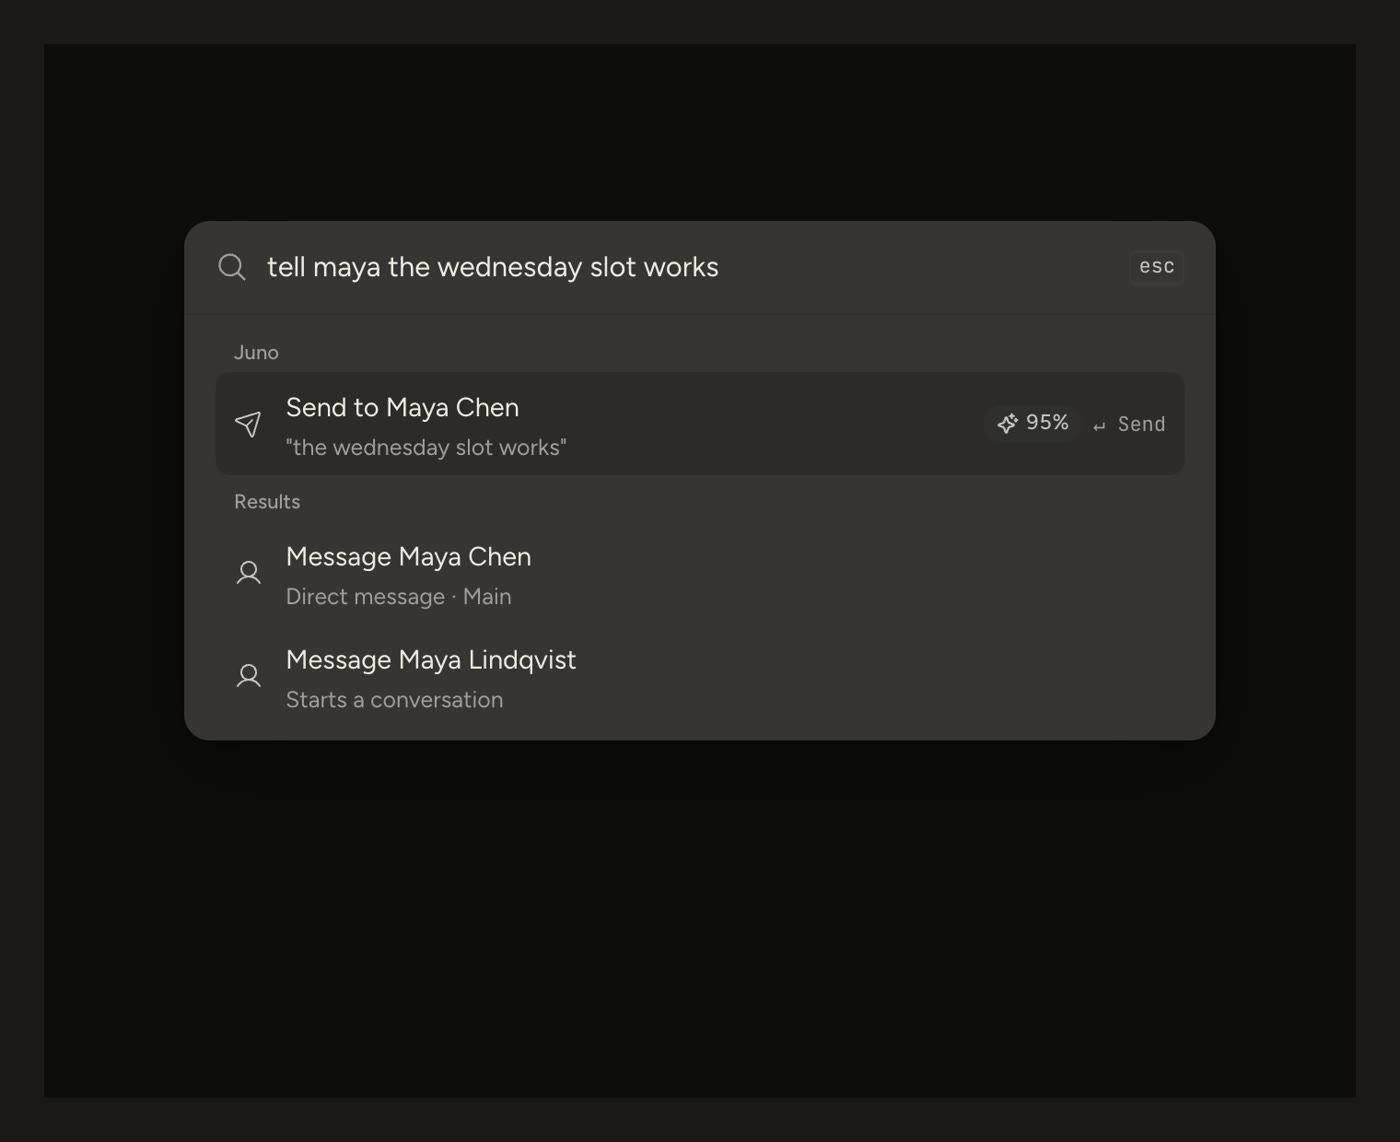 tell maya the wednesday slot works
esc
Juno
Send to Maya Chen
"the wednesday slot works"
95%
↵ Send
Results
Message Maya Chen
Direct message · Main
Message Maya Lindqvist
Starts a conversation